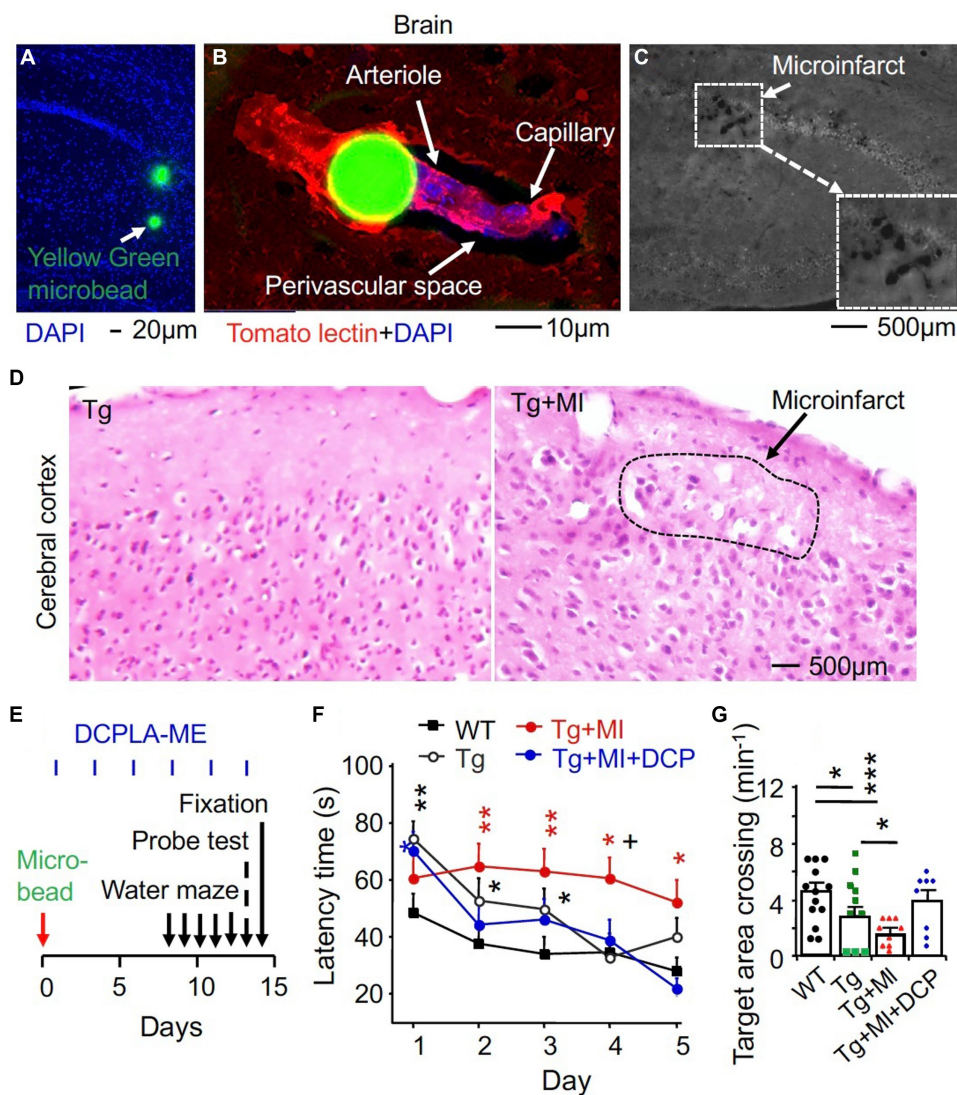 Brain
A
B
C
Arteriole
Capillary
Microinfarct
Yellow Green
microbead
Perivascular space
DAPI
20µm
Tomato lectin+DAPI
10µm
500µm
D
Tg
Tg+MI
Microinfarct
Cerebral cortex
500µm
E
DCPLA-ME
Fixation
Probe test
Micro-
bead
Water maze
0
5
10
15
Days
F
WT
Tg+MI
Tg
Tg+MI+DCP
Latency time (s)
100
80
60
40
20
**
*
**
*
**
*
*
+
*
1
2
3
4
5
Day
G
Target area crossing (min-1)
12
8
4
0
*
***
*
WT
Tg
Tg+MI
Tg+MI+DCP